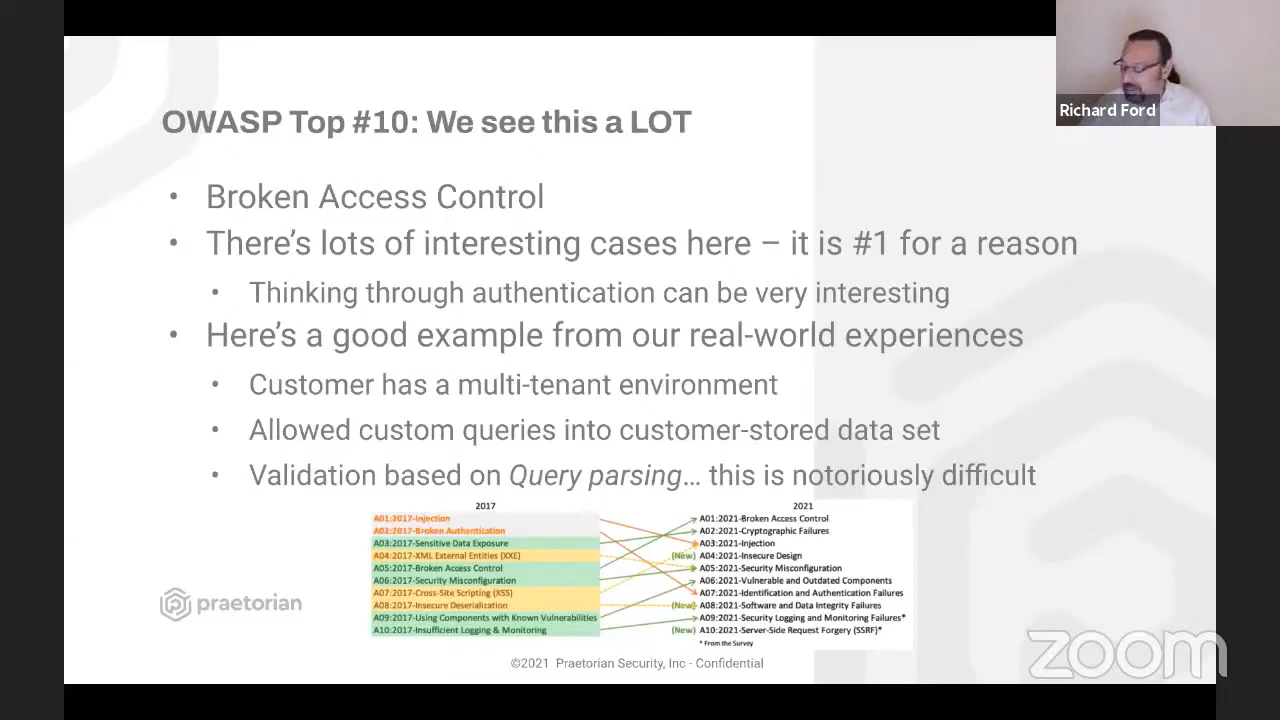 Richard Ford
OWASP Top #10: We see this a LOT
• Broken Access Control
• There's lots of interesting cases here – it is #1 for a reason
• Thinking through authentication can be very interesting
• Here's a good example from our real-world experiences
• Customer has a multi-tenant environment
• Allowed custom queries into customer-stored data set
• Validation based on Query parsing… this is notoriously difficult
2017
A01:2017-Injection
A02:2017-Broken Authentication
A03:2017-Sensitive Data Exposure
A04:2017-XML External Entities (XXE)
A05:2017-Broken Access Control
A06:2017-Security Misconfiguration
A07:2017-Cross-Site Scripting (XSS)
A08:2017-Insecure Deserialization
A09:2017-Using Components with Known Vulnerabilities
A10:2017-Insufficient Logging & Monitoring
2021
A01:2021-Broken Access Control
A02:2021-Cryptographic Failures
A03:2021-Injection
(New) A04:2021-Insecure Design
A05:2021-Security Misconfiguration
A06:2021-Vulnerable and Outdated Components
A07:2021-Identification and Authentication Failures
(New) A08:2021-Software and Data Integrity Failures
A09:2021-Security Logging and Monitoring Failures*
(New) A10:2021-Server-Side Request Forgery (SSRF)*
* From the Survey
praetorian
©2021 Praetorian Security, Inc - Confidential
zoom